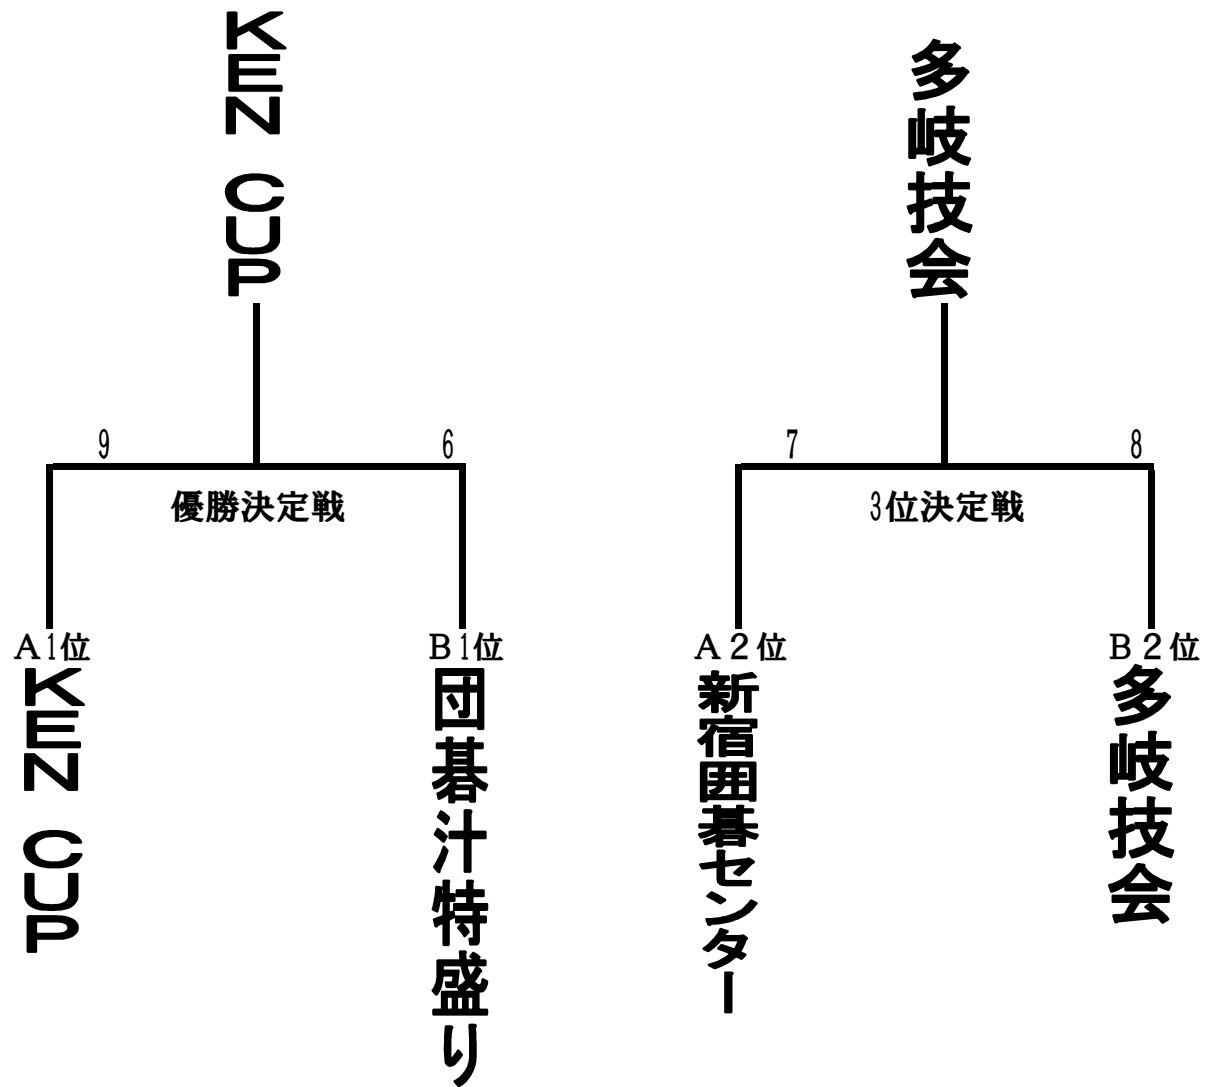 KEN CUP
多岐技会
9
6
7
8
優勝決定戦
3位決定戦
A1位
B1位
A2位
B2位
KEN CUP
団碁汁特盛り
新宿囲碁センター
多岐技会